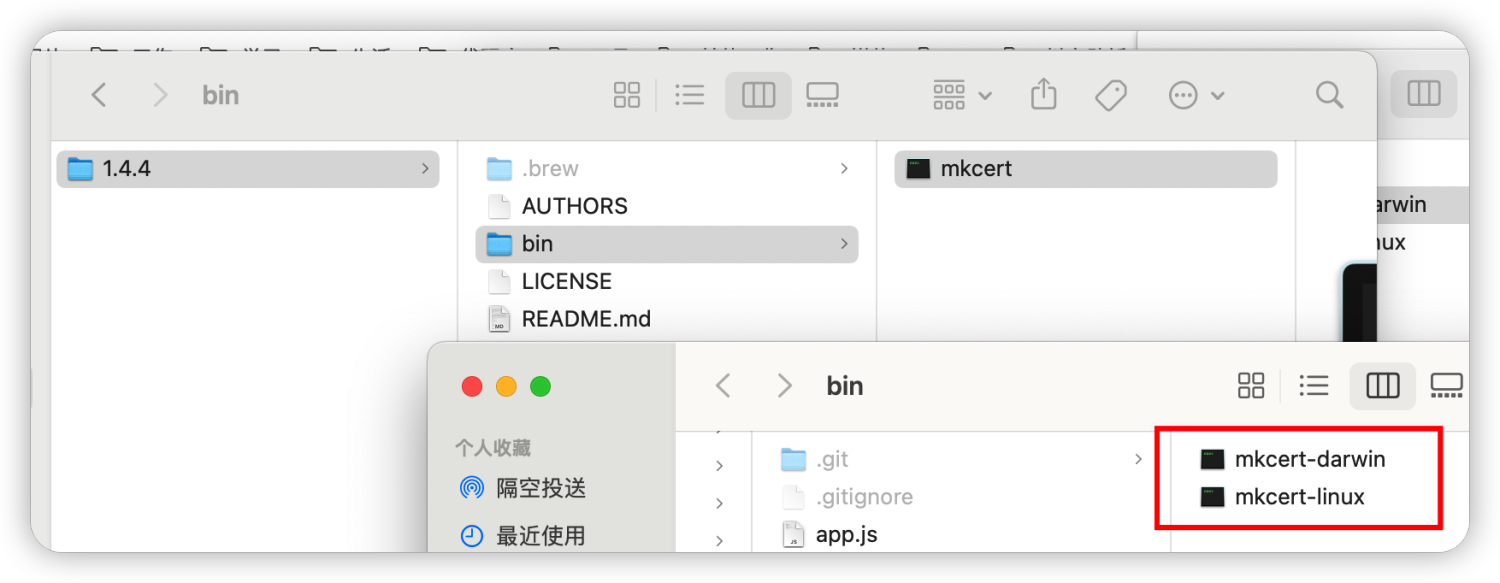 bin
1.4.4
.brew
AUTHORS
bin
LICENSE
README.md
mkcert
arwin
ux
bin
个人收藏
隔空投送
最近使用
.git
.gitignore
app.js
mkcert-darwin
mkcert-linux